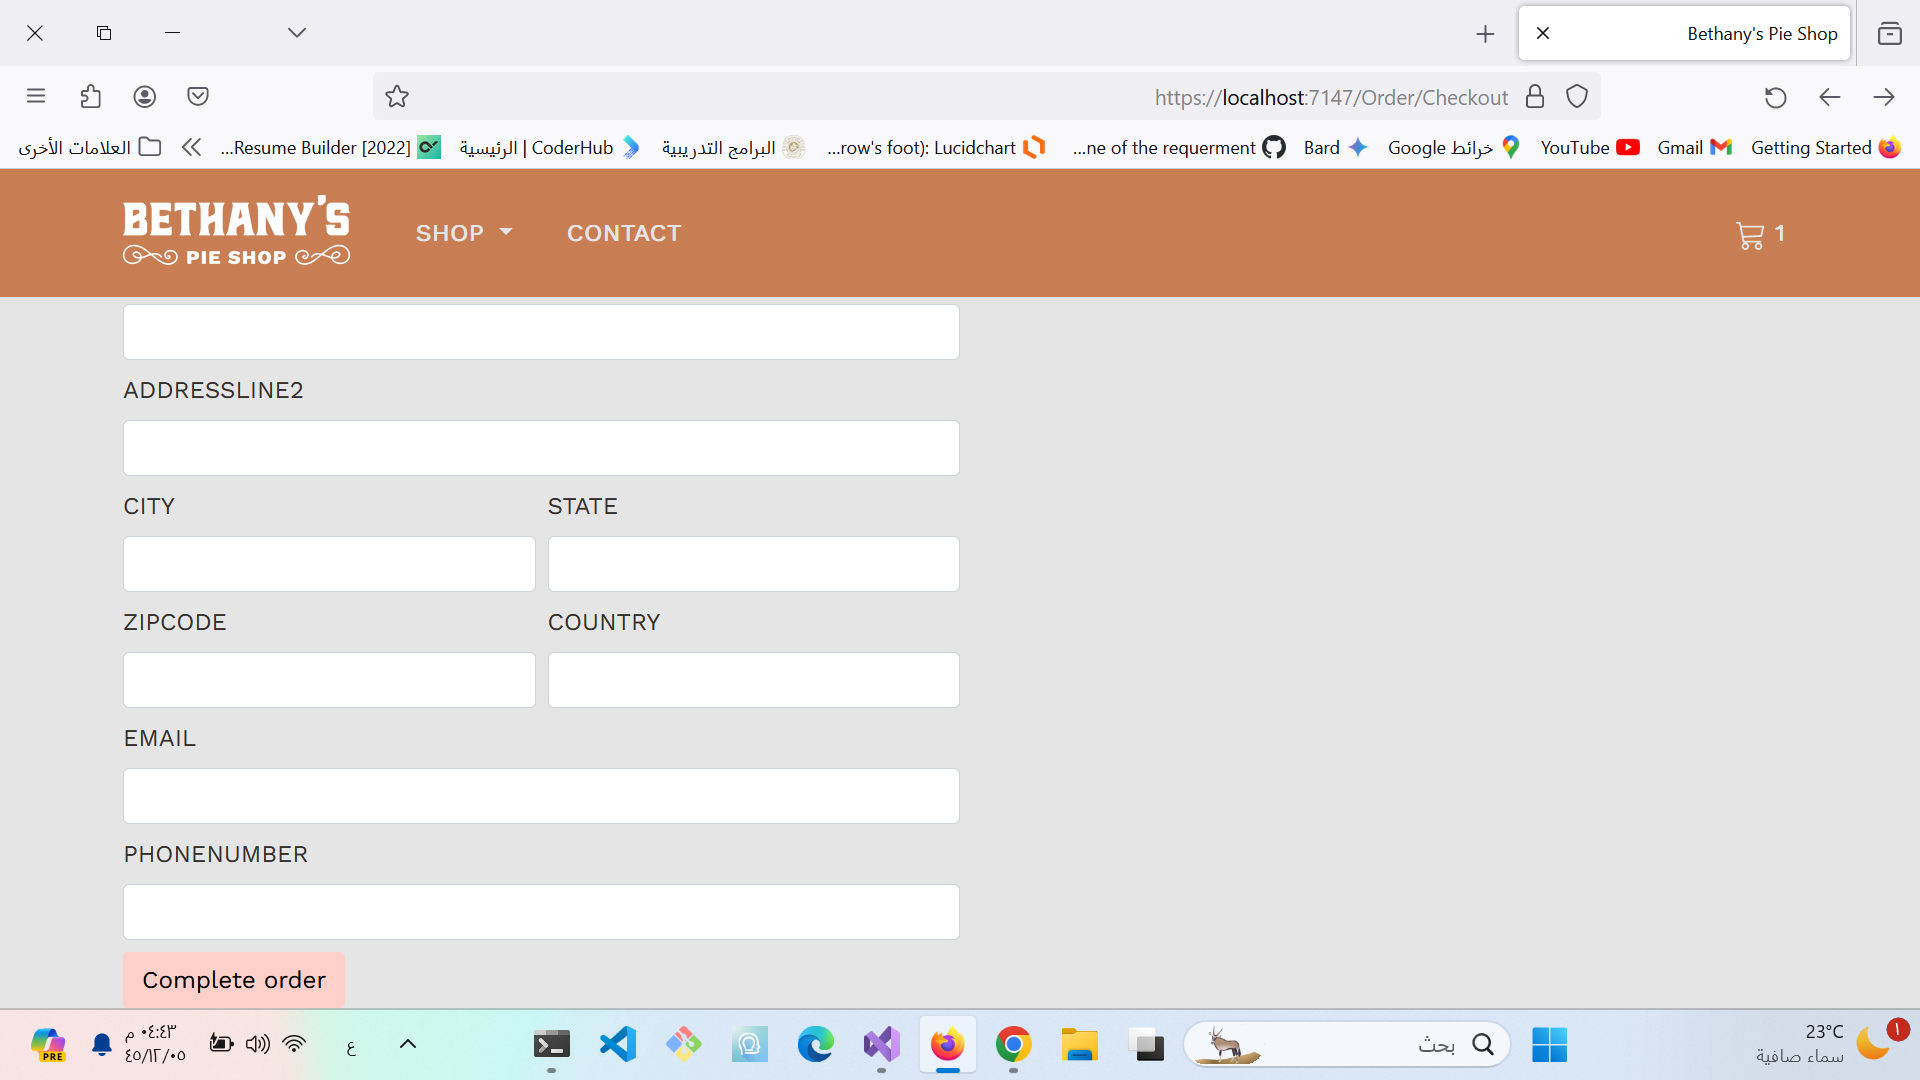 Bethany's Pie Shop
https://localhost:7147/Order/Checkout
Getting Started
Gmail
YouTube
خرائط Google
Bard
...ne of the requerment
...row's foot): Lucidchart
البرامج التدريبية
الرئيسية | CoderHub
...Resume Builder [2022]
العلامات الأخرى
BETHANY'S
PIE SHOP
SHOP
CONTACT
1
ADDRESSLINE2
CITY
STATE
ZIPCODE
COUNTRY
EMAIL
PHONENUMBER
Complete order
PRE
٠٤:٤٣ م
٤٥/١٢/٠٥
ع
بحث
23°C
سماء صافية
١